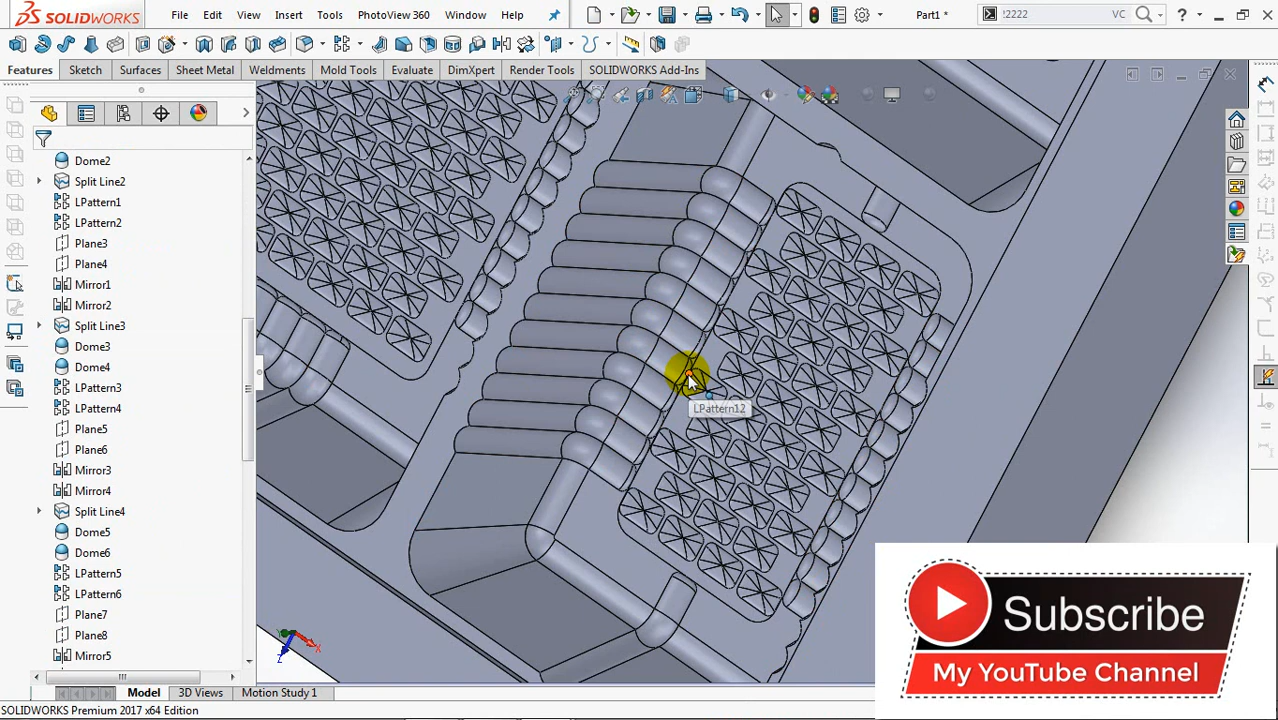 SOLIDWORKS File Edit View Insert Tools PhotoView 360 Window Help Part1 * !2222 VC
Features Sketch Surfaces Sheet Metal Weldments Mold Tools Evaluate DimXpert Render Tools SOLIDWORKS Add-Ins
Dome2
Split Line2
LPattern1
LPattern2
Plane3
Plane4
Mirror1
Mirror2
Split Line3
Dome3
Dome4
LPattern3
LPattern4
Plane5
Plane6
Mirror3
Mirror4
Split Line4
Dome5
Dome6
LPattern5
LPattern6
Plane7
Plane8
Mirror5
LPattern12
X
Z
Subscribe
My YouTube Channel
Model 3D Views Motion Study 1
SOLIDWORKS Premium 2017 x64 Edition